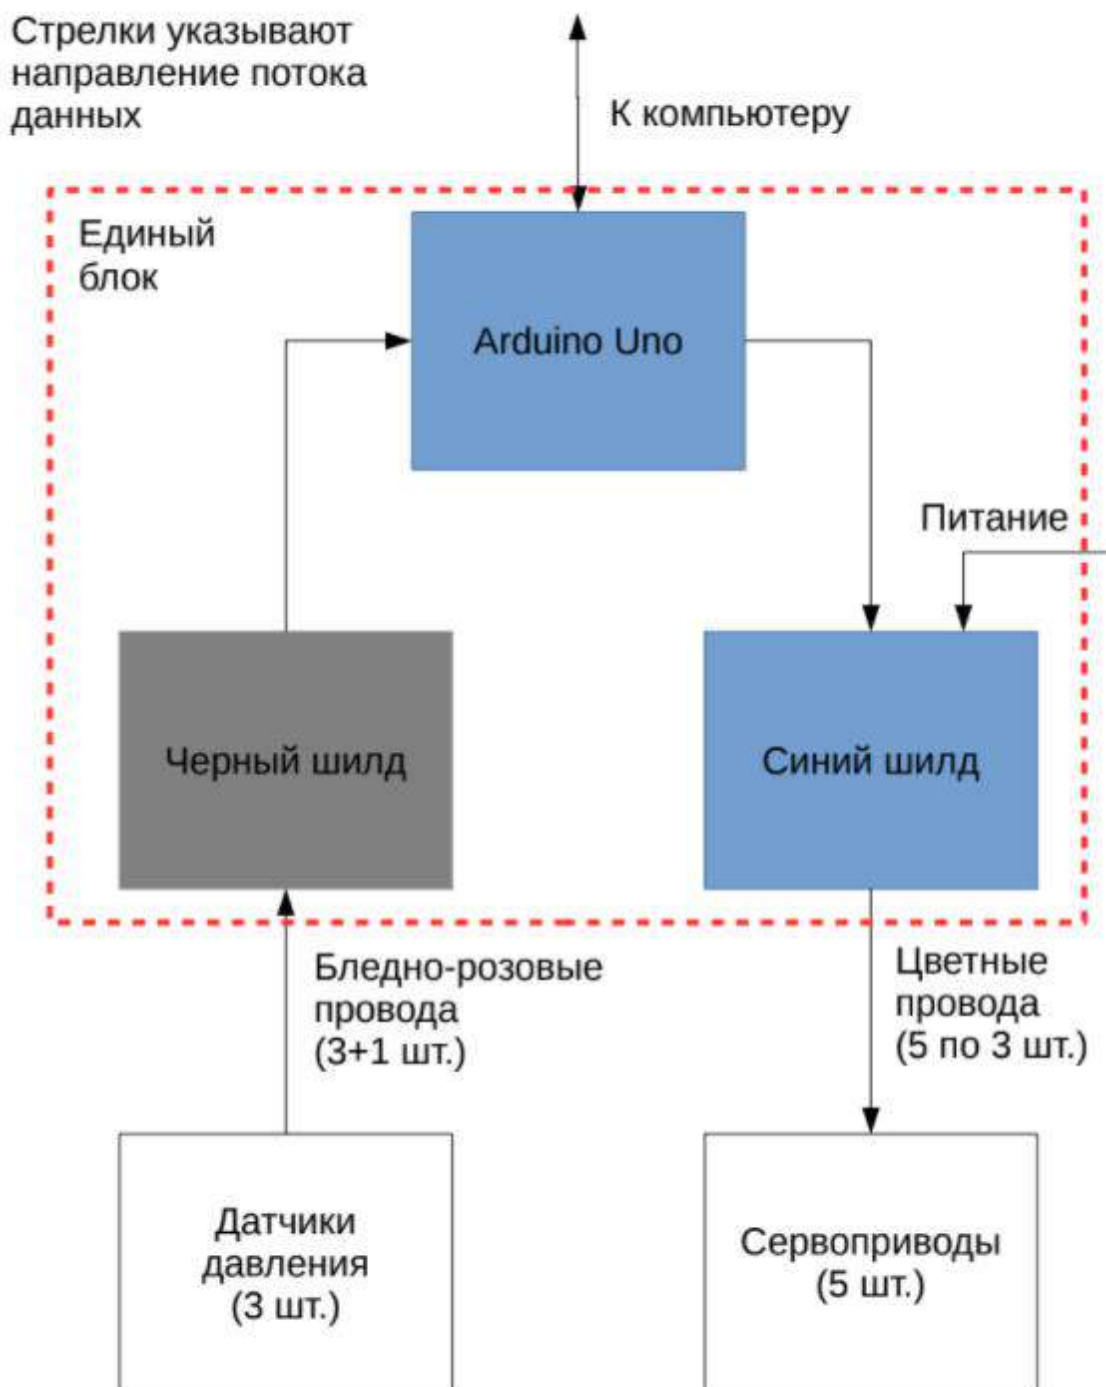 Стрелки указывают
направление потока
данных
К компьютеру
Единый
блок
Arduino Uno
Питание
Черный шилд
Синий шилд
Бледно-розовые
провода
(3+1 шт.)
Цветные
провода
(5 по 3 шт.)
Датчики
давления
(3 шт.)
Сервоприводы
(5 шт.)